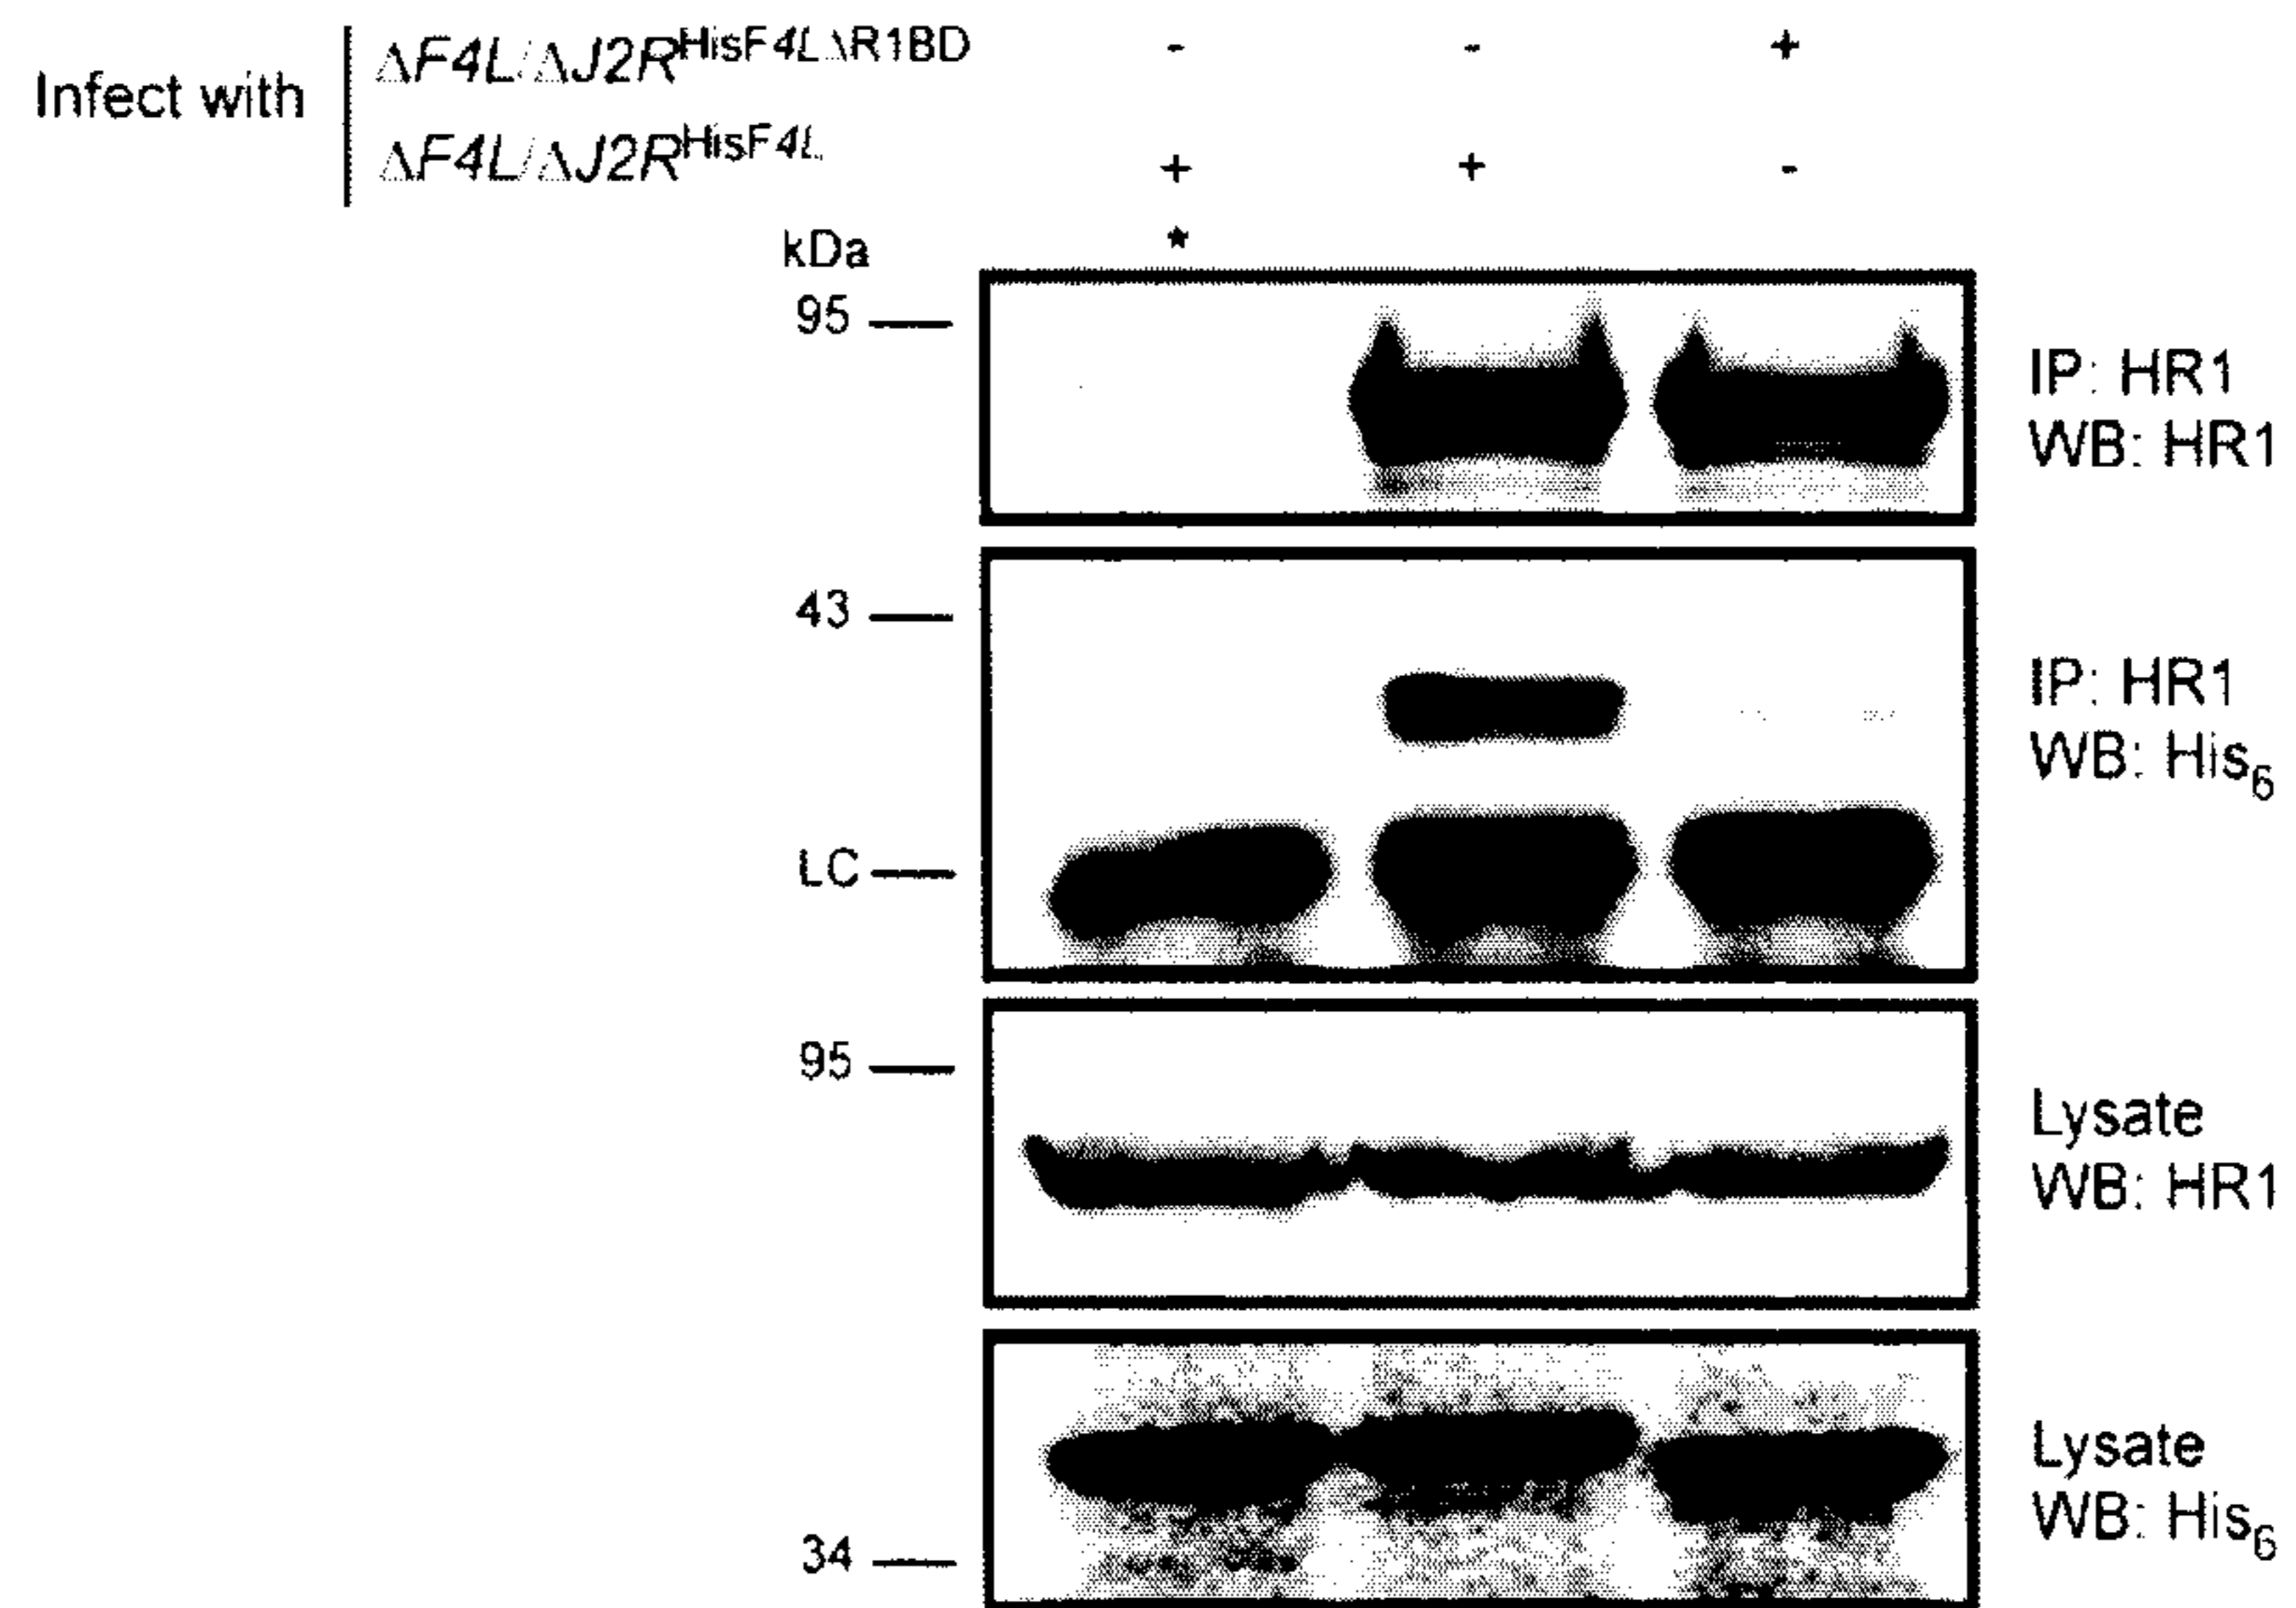 ΔF4L/ΔJ2R^HisF4LΔR1BD - - +
Infect with
ΔF4L/ΔJ2R^HisF4L + + -
kDa *
95
IP: HR1
WB: HR1
43
IP: HR1
WB: His₆
LC
95
Lysate
WB: HR1
Lysate
WB: His₆
34